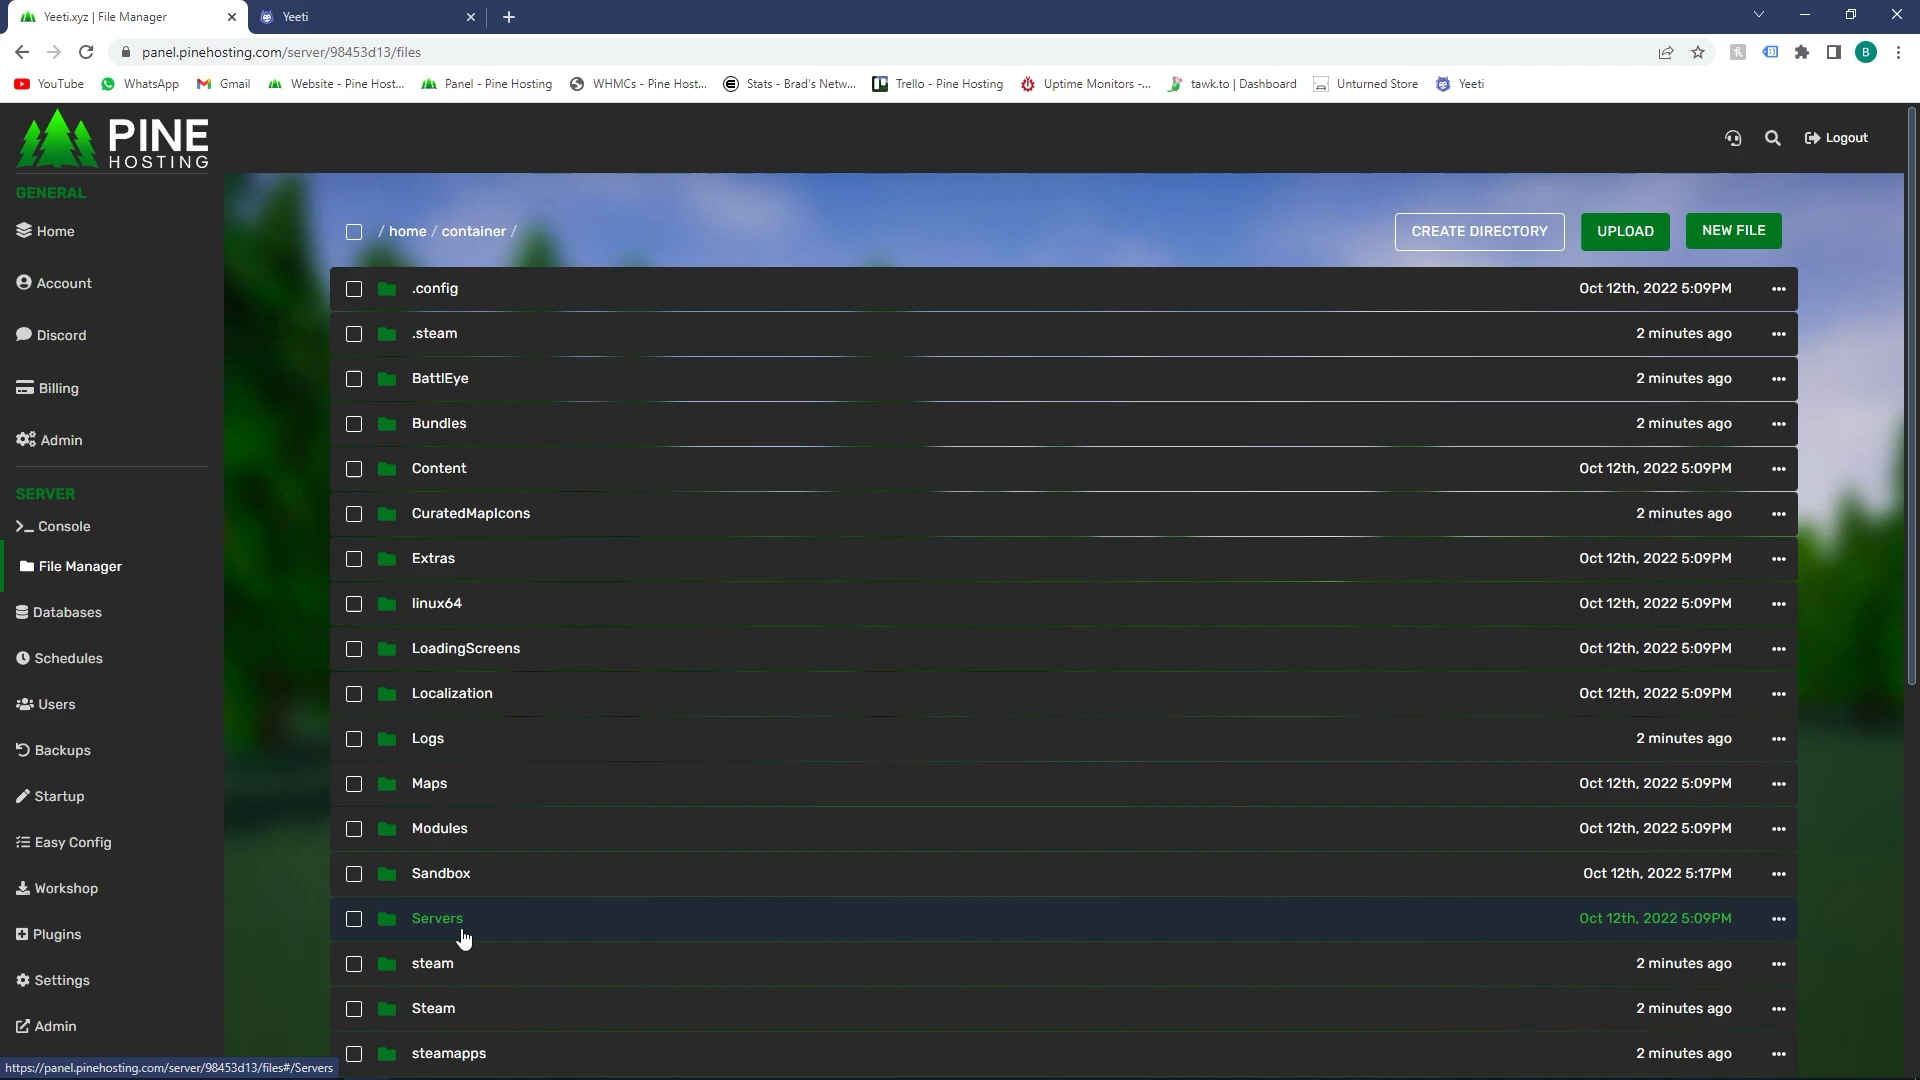 Yeeti.xyz | File Manager
Yeeti
panel.pinehosting.com/server/98453d13/files
B
YouTube
WhatsApp
Gmail
Website - Pine Host...
Panel - Pine Hosting
WHMCs - Pine Host...
Stats - Brad's Netw...
Trello - Pine Hosting
Uptime Monitors -...
tawk.to | Dashboard
Unturned Store
Yeeti
PINE
HOSTING
Logout
GENERAL
Home
Account
Discord
Billing
Admin
SERVER
Console
File Manager
Databases
Schedules
Users
Backups
Startup
Easy Config
Workshop
Plugins
Settings
Admin
/ home / container /
CREATE DIRECTORY
UPLOAD
NEW FILE
.config Oct 12th, 2022 5:09PM
.steam 2 minutes ago
BattlEye 2 minutes ago
Bundles 2 minutes ago
Content Oct 12th, 2022 5:09PM
CuratedMapIcons 2 minutes ago
Extras Oct 12th, 2022 5:09PM
linux64 Oct 12th, 2022 5:09PM
LoadingScreens Oct 12th, 2022 5:09PM
Localization Oct 12th, 2022 5:09PM
Logs 2 minutes ago
Maps Oct 12th, 2022 5:09PM
Modules Oct 12th, 2022 5:09PM
Sandbox Oct 12th, 2022 5:17PM
Servers Oct 12th, 2022 5:09PM
steam 2 minutes ago
Steam 2 minutes ago
steamapps 2 minutes ago
https://panel.pinehosting.com/server/98453d13/files#/Servers